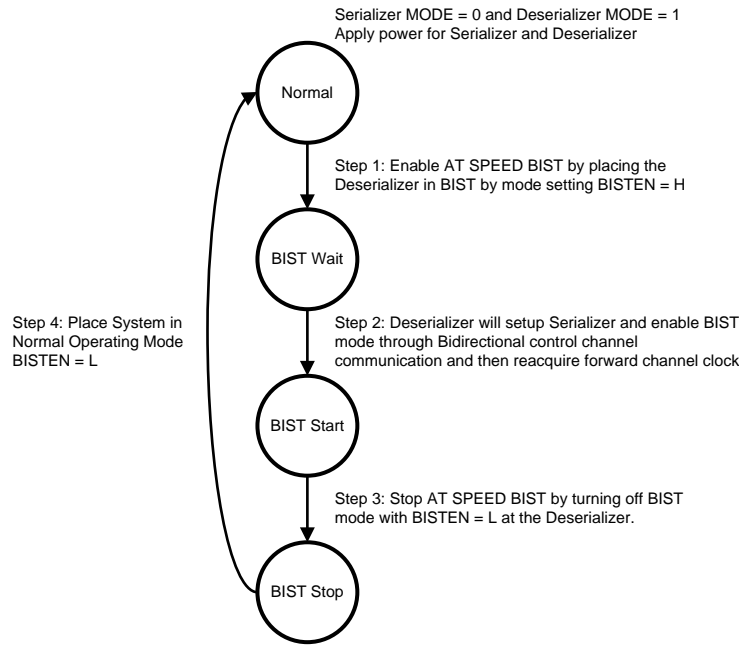 Serializer MODE = 0 and Deserializer MODE = 1
Apply power for Serializer and Deserializer
Normal
Step 1: Enable AT SPEED BIST by placing the
Deserializer in BIST by mode setting BISTEN = H
BIST Wait
Step 4: Place System in
Normal Operating Mode
BISTEN = L
Step 2: Deserializer will setup Serializer and enable BIST
mode through Bidirectional control channel
communication and then reacquire forward channel clock
BIST Start
Step 3: Stop AT SPEED BIST by turning off BIST
mode with BISTEN = L at the Deserializer.
BIST Stop